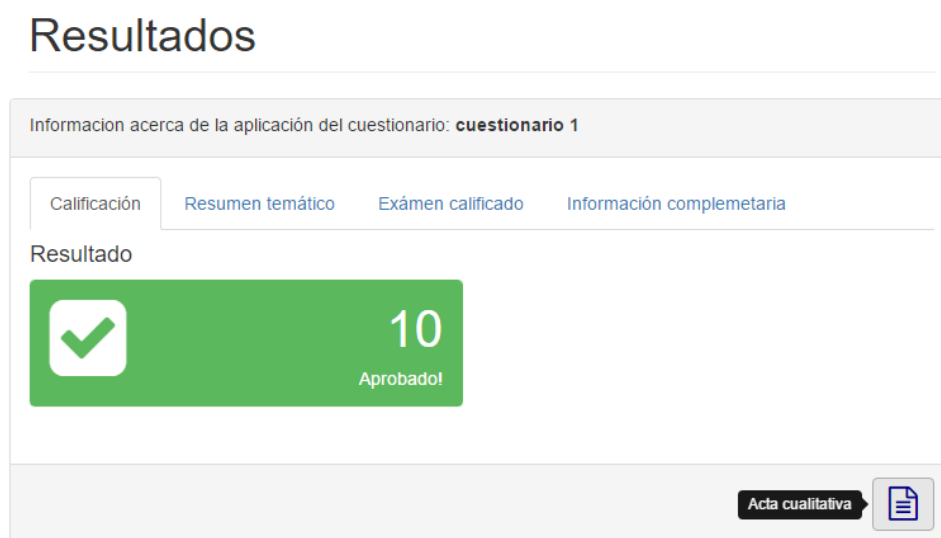 Resultados
Informacion acerca de la aplicación del cuestionario: cuestionario 1
Calificación Resumen temático Exámen calificado Información complemetaria
Resultado
10
Aprobado!
Acta cualitativa